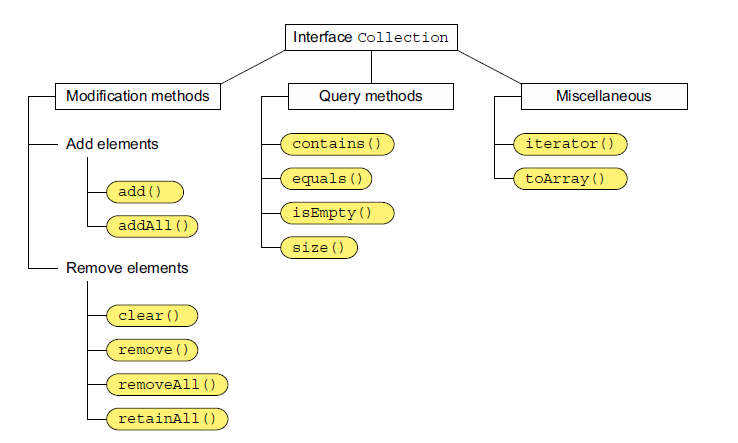 Interface Collection
Modification methods
Add elements
add()
addAll()
Remove elements
clear()
remove()
removeAll()
retainAll()
Query methods
contains()
equals()
isEmpty()
size()
Miscellaneous
iterator()
toArray()